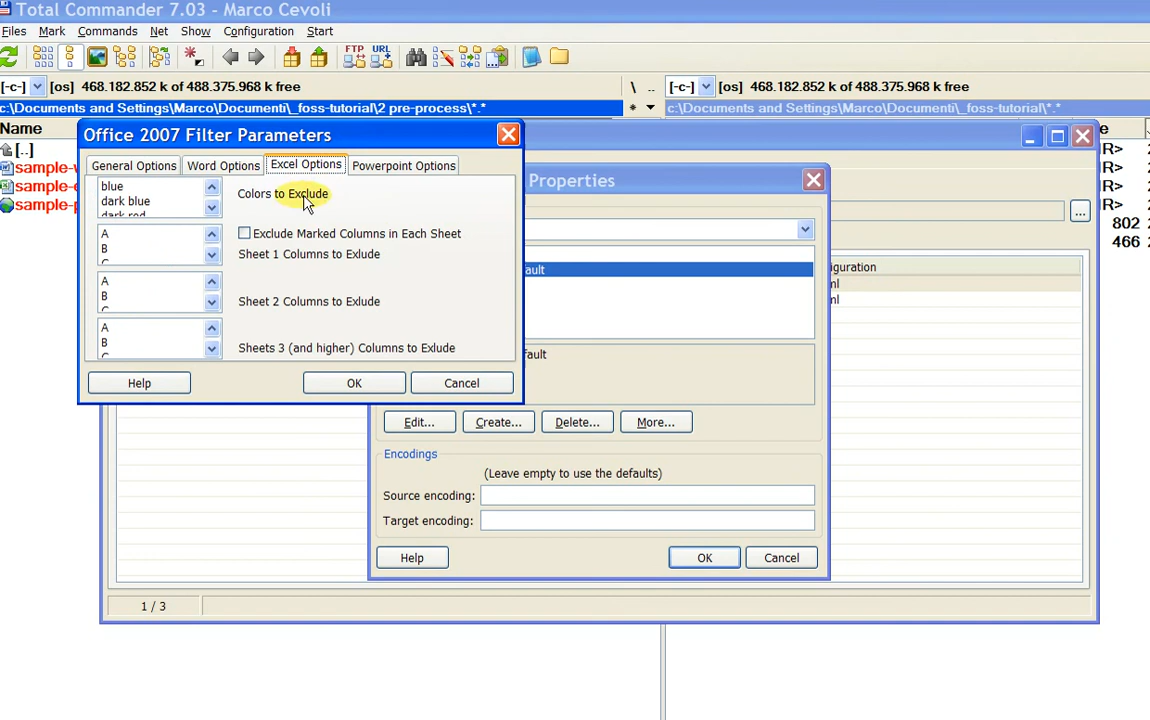 Total Commander 7.03 - Marco Cevoli
Files Mark Commands Net Show Configuration Start
FTP URL
[-c-] [os] 468.182.852 k of 488.375.968 k free \ .. [-c-] [os] 468.182.852 k of 488.375.968 k free
c:\Documents and Settings\Marco\Documenti\_foss-tutorial\2 pre-process\*.* * c:\Documents and Settings\Marco\Documenti\_foss-tutorial\*.*
Name
[..]
sample-
sample-
sample-
802
466
Office 2007 Filter Parameters
General Options Word Options Excel Options Powerpoint Options
blue
dark blue
dark red
Colors to Exclude
Exclude Marked Columns in Each Sheet
A
B
C
Sheet 1 Columns to Exlude
A
B
C
Sheet 2 Columns to Exlude
A
B
C
Sheets 3 (and higher) Columns to Exlude
Help OK Cancel
Properties
...
Edit... Create... Delete... More...
Encodings
(Leave empty to use the defaults)
Source encoding:
Target encoding:
Help OK Cancel
1 / 3